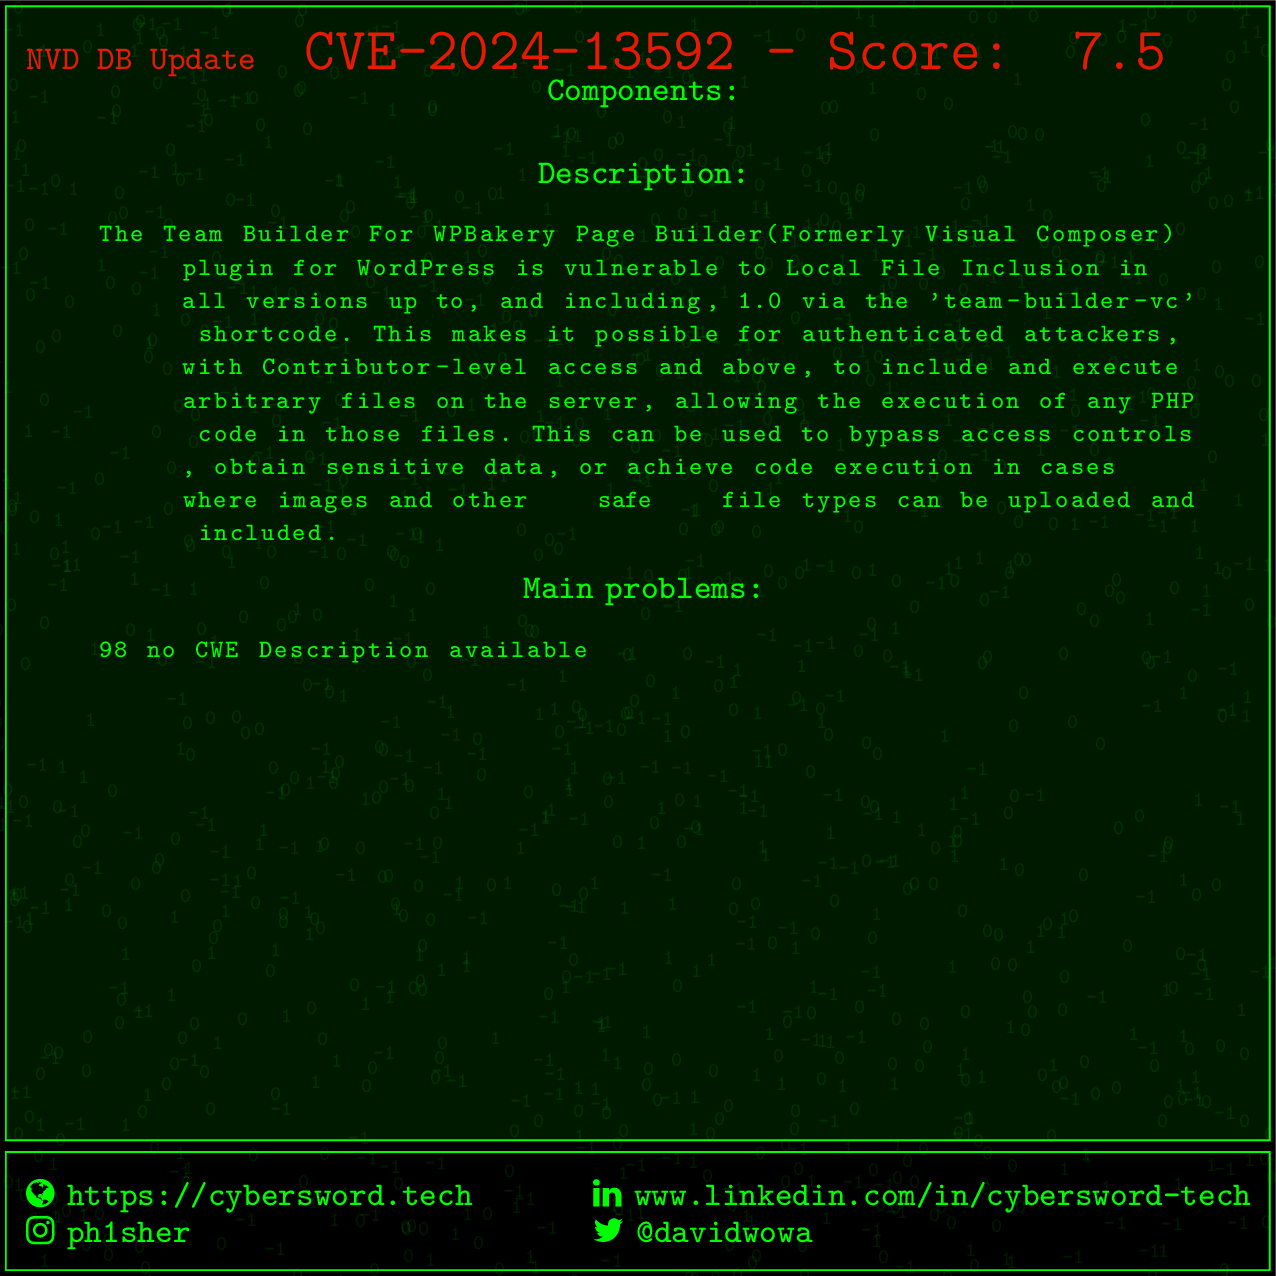 NVD DB Update CVE-2024-13592 - Score: 7.5
Components:
Description:
The Team Builder For WPBakery Page Builder(Formerly Visual Composer)
plugin for WordPress is vulnerable to Local File Inclusion in
all versions up to, and including, 1.0 via the 'team-builder-vc'
shortcode. This makes it possible for authenticated attackers,
with Contributor-level access and above, to include and execute
arbitrary files on the server, allowing the execution of any PHP
code in those files. This can be used to bypass access controls
, obtain sensitive data, or achieve code execution in cases
where images and other safe file types can be uploaded and
included.
Main problems:
98 no CWE Description available
https://cybersword.tech www.linkedin.com/in/cybersword-tech
ph1sher @davidwowa